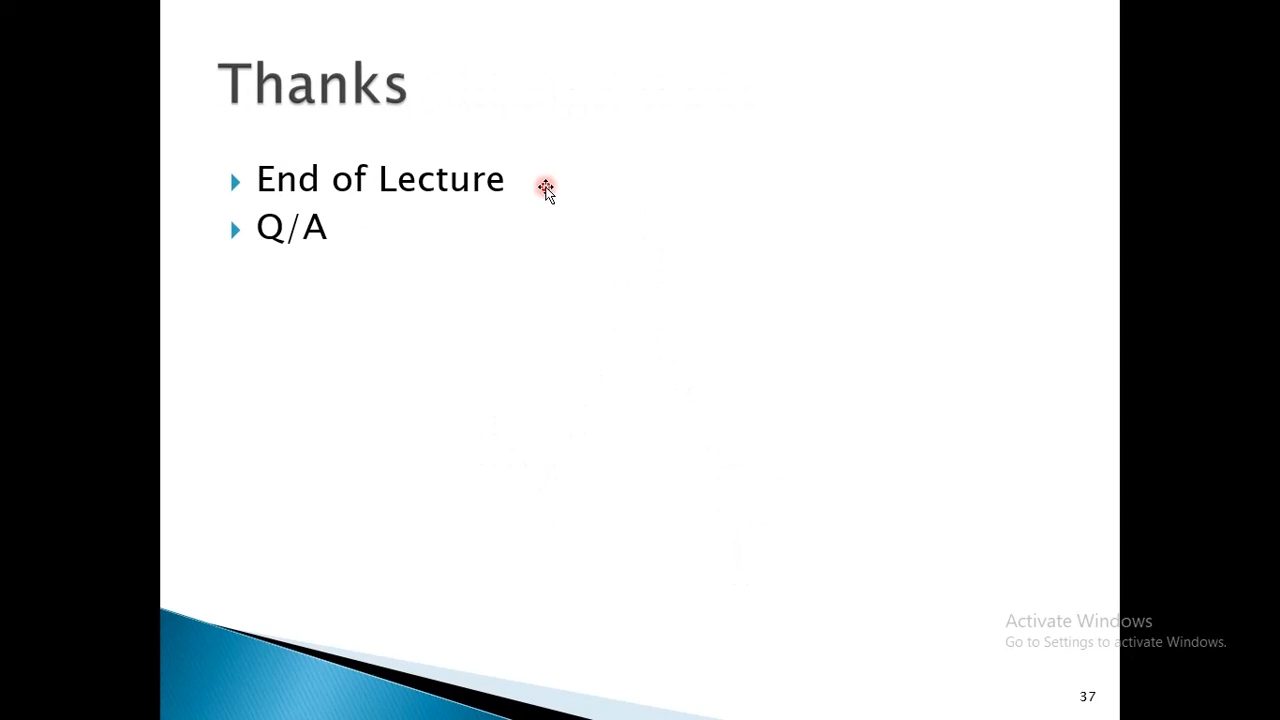 Thanks
End of Lecture
Q/A
Activate Windows
Go to Settings to activate Windows.
37